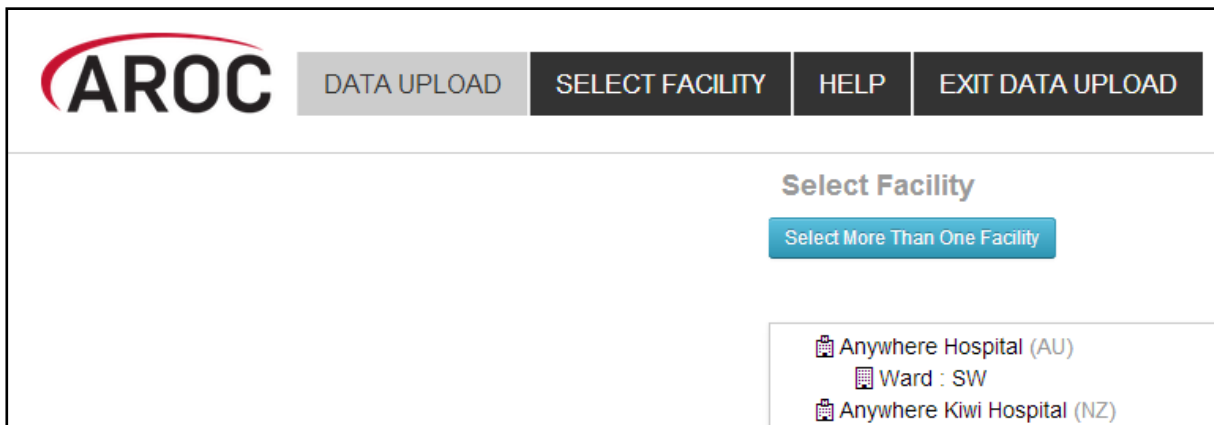 AROC DATA UPLOAD SELECT FACILITY HELP EXIT DATA UPLOAD
Select Facility
Select More Than One Facility
Anywhere Hospital (AU)
Ward : SW
Anywhere Kiwi Hospital (NZ)